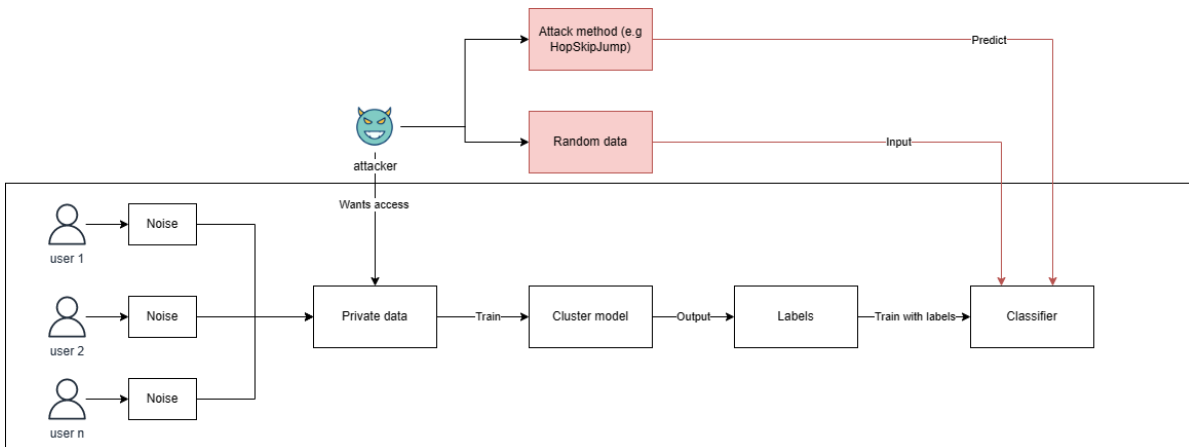 Attack method (e.g
HopSkipJump)
Predict
Random data
Input
attacker
Wants access
user 1
Noise
user 2
Noise
Private data
Train
Cluster model
Output
Labels
Train with labels
Classifier
user n
Noise